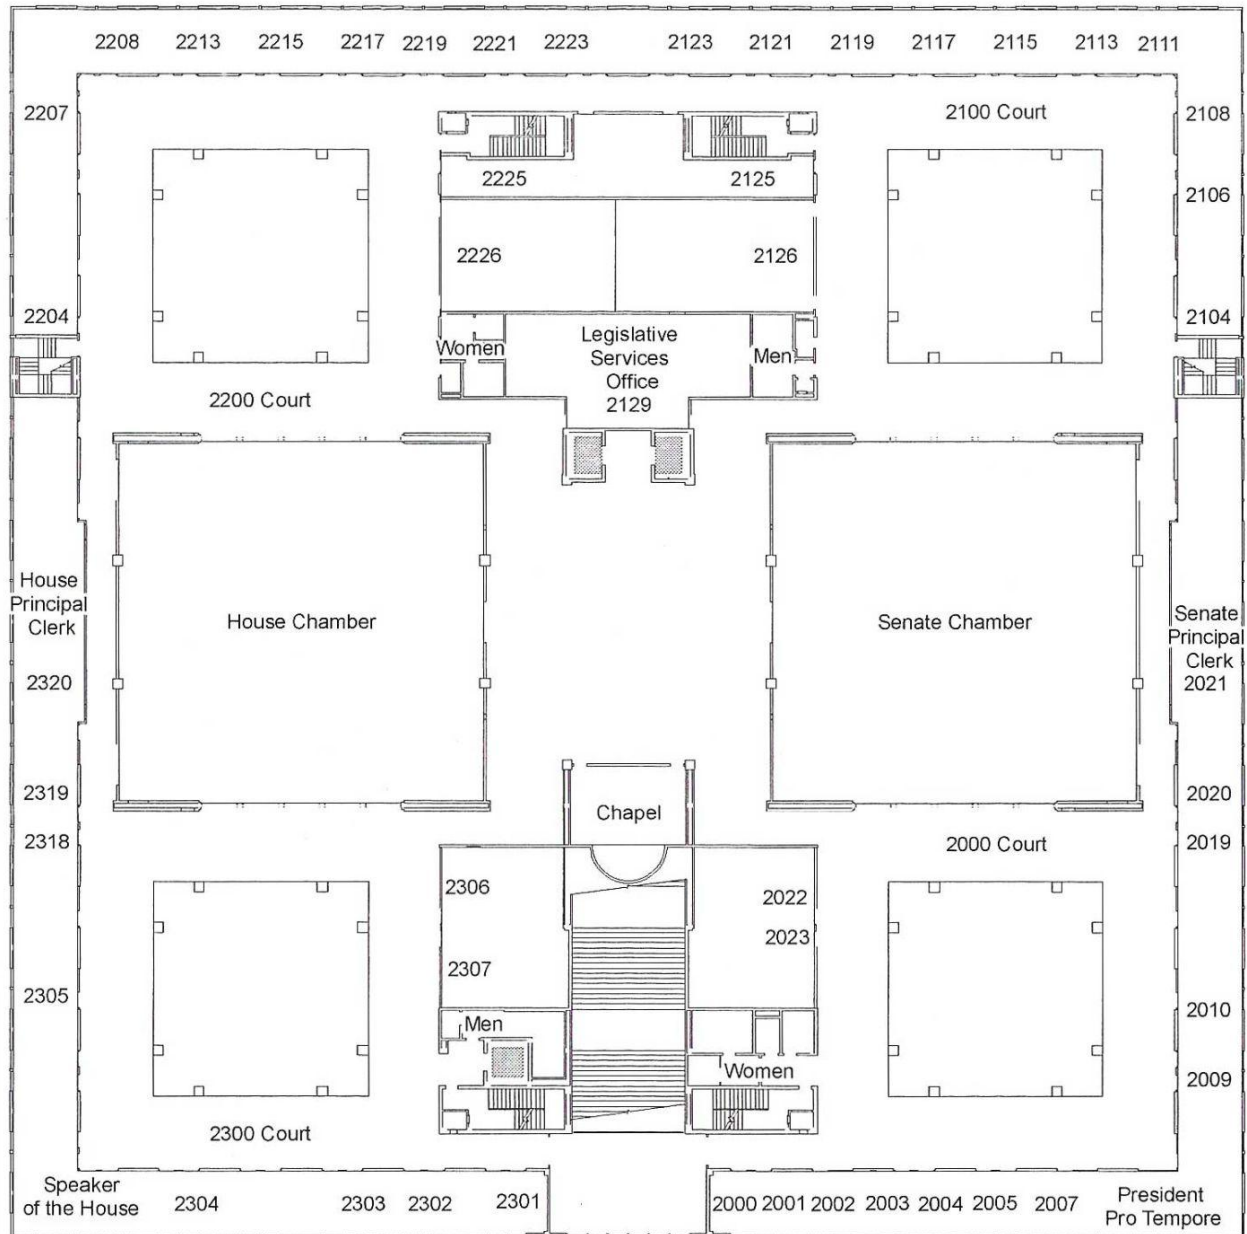 2208 2213 2215 2217 2219 2221 2223 2123 2121 2119 2117 2115 2113 2111
2207
2100 Court
2108
2225
2125
2106
2226
2126
2204
2104
Women
Legislative
Services
Office
2129
Men
2200 Court
House
Principal
Clerk
2320
House Chamber
Senate Chamber
Senate
Principal
Clerk
2021
2319
2020
Chapel
2318
2000 Court
2019
2306
2022
2023
2307
2305
2010
Men
Women
2009
2300 Court
Speaker
of the House
2304 2303 2302 2301 2000 2001 2002 2003 2004 2005 2007
President
Pro Tempore